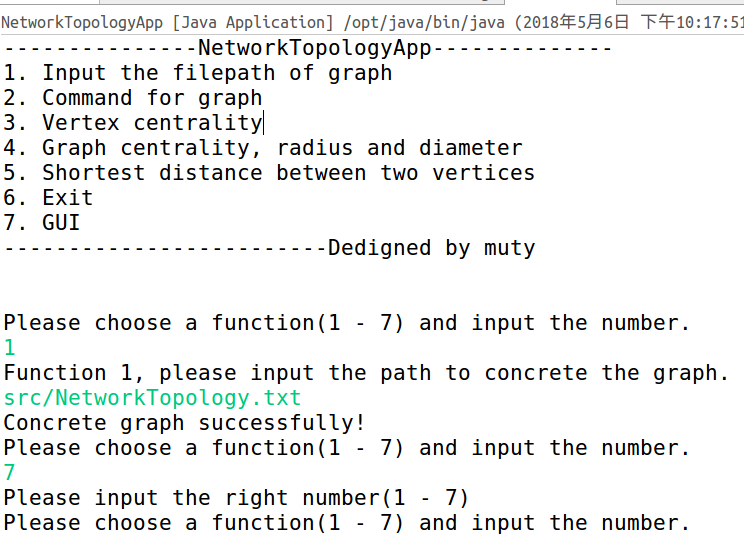 NetworkTopologyApp [Java Application] /opt/java/bin/java (2018年5月6日 下午10:17:51
---------------NetworkTopologyApp--------------
1. Input the filepath of graph
2. Command for graph
3. Vertex centrality
4. Graph centrality, radius and diameter
5. Shortest distance between two vertices
6. Exit
7. GUI
-------------------------Dedigned by muty
Please choose a function(1 - 7) and input the number.
1
Function 1, please input the path to concrete the graph.
src/NetworkTopology.txt
Concrete graph successfully!
Please choose a function(1 - 7) and input the number.
7
Please input the right number(1 - 7)
Please choose a function(1 - 7) and input the number.